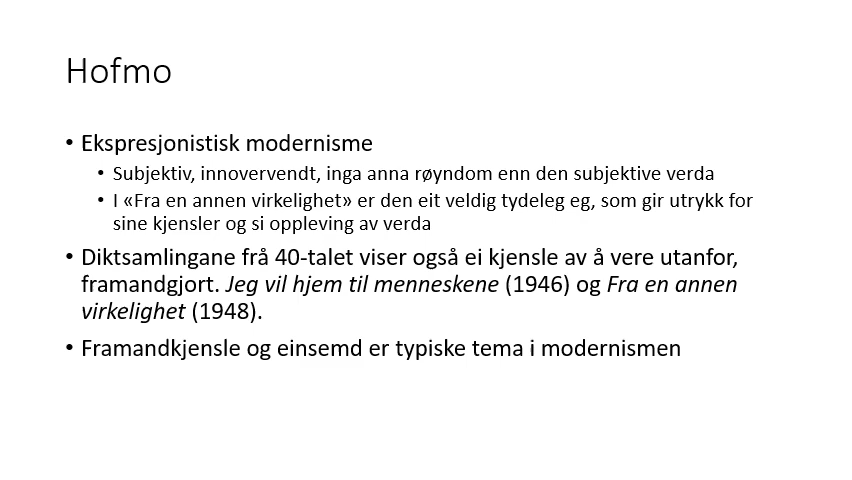 Hofmo
• Ekspresjonistisk modernisme
• Subjektiv, innovervendt, inga anna røyndom enn den subjektive verda
• I «Fra en annen virkelighet» er den eit veldig tydeleg eg, som gir utrykk for
sine kjensler og si oppleving av verda
• Diktsamlingane frå 40-talet viser også ei kjensle av å vere utanfor,
framandgjort. Jeg vil hjem til menneskene (1946) og Fra en annen
virkelighet (1948).
• Framandkjensle og einsemd er typiske tema i modernismen